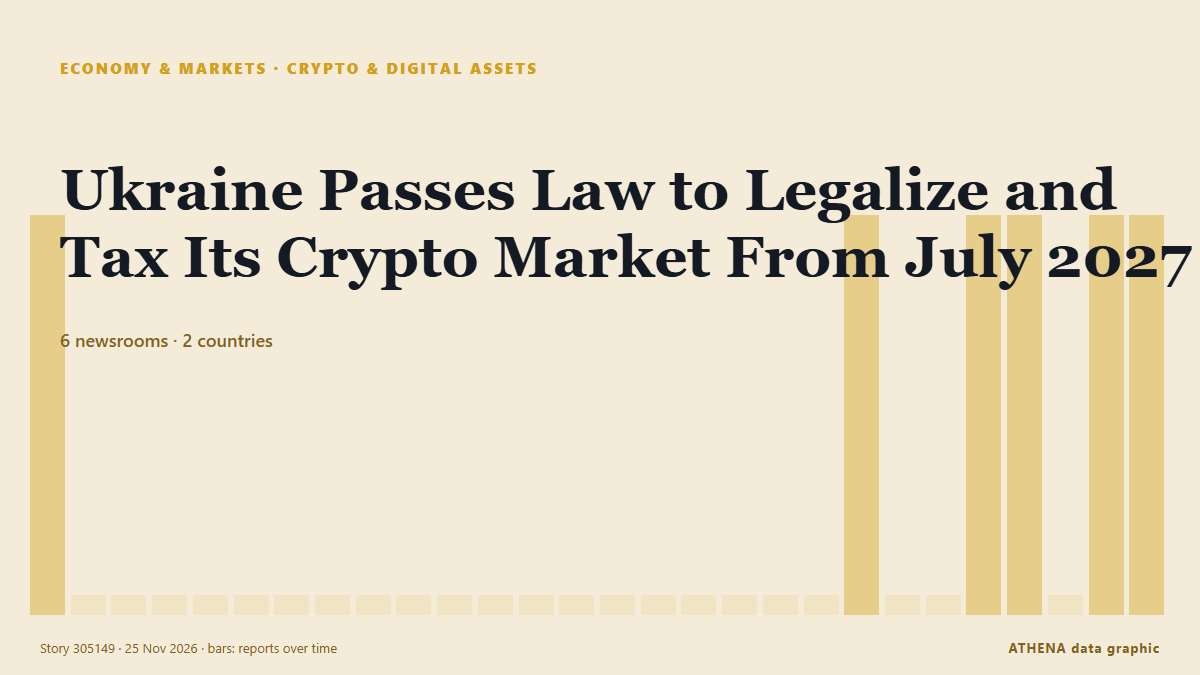 ECONOMY & MARKETS · CRYPTO & DIGITAL ASSETS
Ukraine Passes Law to Legalize and
Tax Its Crypto Market From July 2027
6 newsrooms · 2 countries
Story 305149 · 25 Nov 2026 · bars: reports over time
ATHENA data graphic